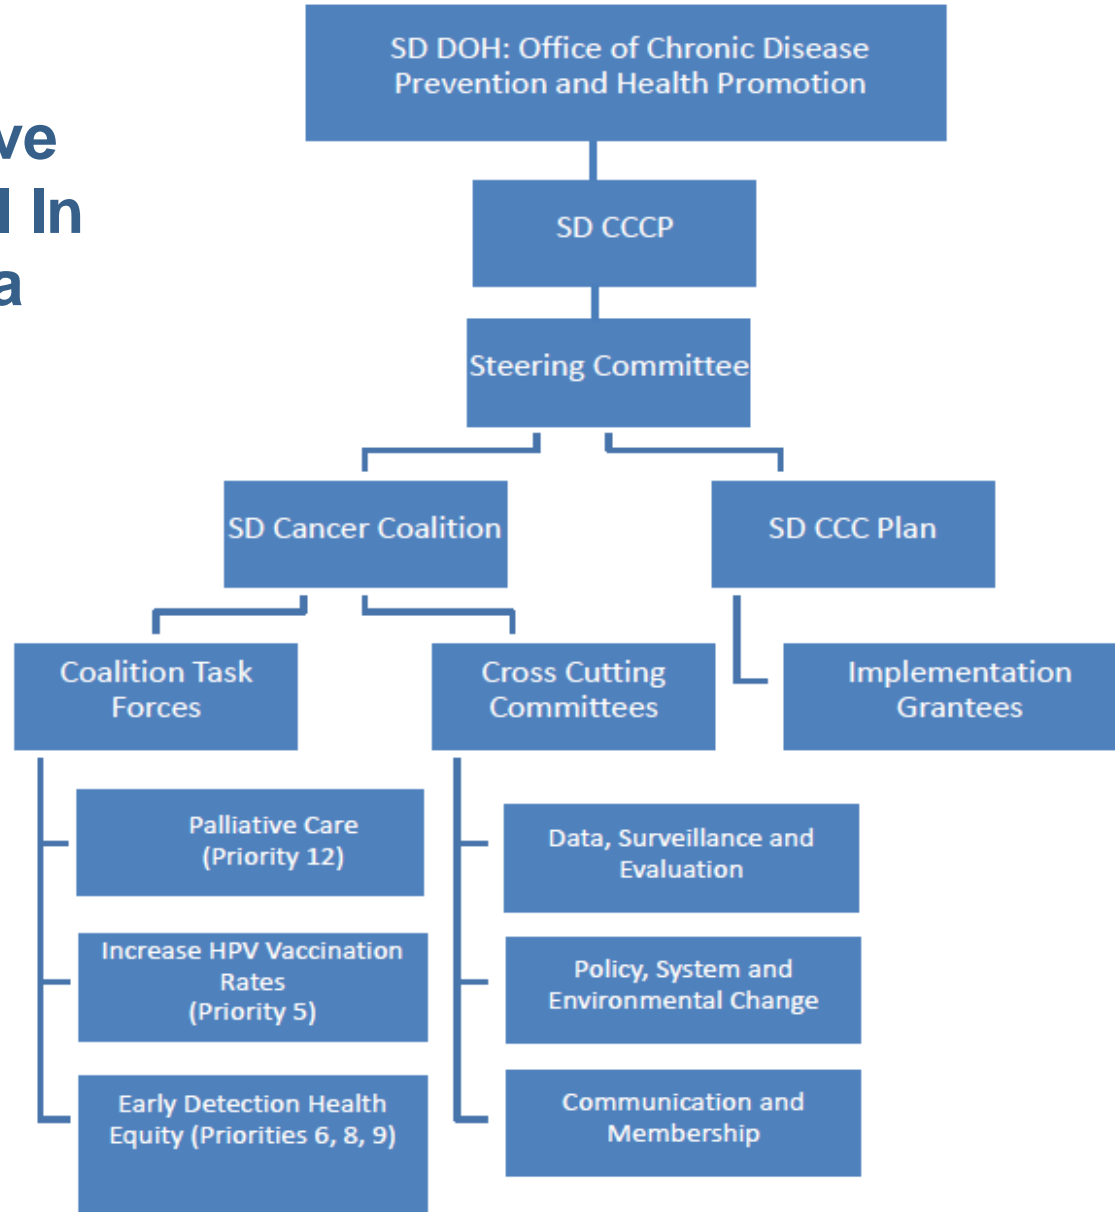 SD DOH: Office of Chronic Disease
Prevention and Health Promotion
ve
l In
a
SD CCCP
Steering Committee
SD Cancer Coalition
SD CCC Plan
Coalition Task
Forces
Cross Cutting
Committees
Implementation
Grantees
Palliative Care
(Priority 12)
Increase HPV Vaccination
Rates
(Priority 5)
Early Detection Health
Equity (Priorities 6, 8, 9)
Data, Surveillance and
Evaluation
Policy, System and
Environmental Change
Communication and
Membership